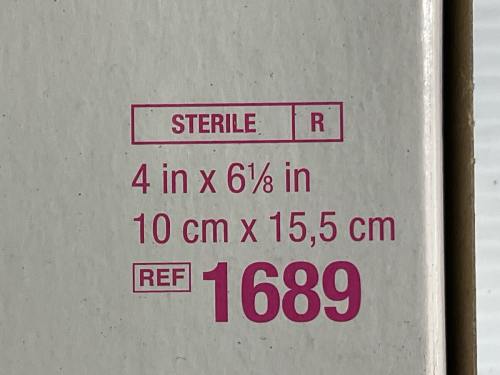 STERILE R
4 in x 6⅛ in
10 cm x 15,5 cm
REF 1689